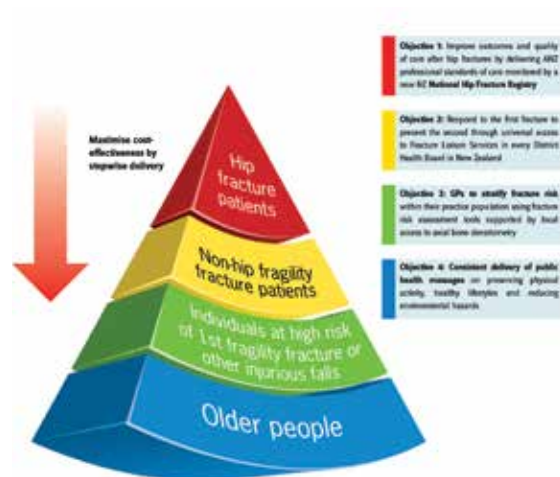 Maximise cost-
effectiveness by
stepwise delivery
Hip
fracture
patients
Non-hip fragility
fracture patients
Individuals at high risk
of 1st fragility fracture or
other injurious falls
Older people
Objective 1: Improve outcomes and quality
of care after hip fractures by delivering ANZ
professional standards of care monitored by a
new NZ National Hip Fracture Registry
Objective 2: Respond to the first fracture to
prevent the second through universal access
to Fracture Liaison Services in every District
Health Board in New Zealand
Objective 3: GPs to stratify fracture risk
within their practice population using fracture
risk assessment tools supported by local
access to axial bone densitometry
Objective 4: Consistent delivery of public
health messages on preserving physical
activity, healthy lifestyles and reducing
environmental hazards